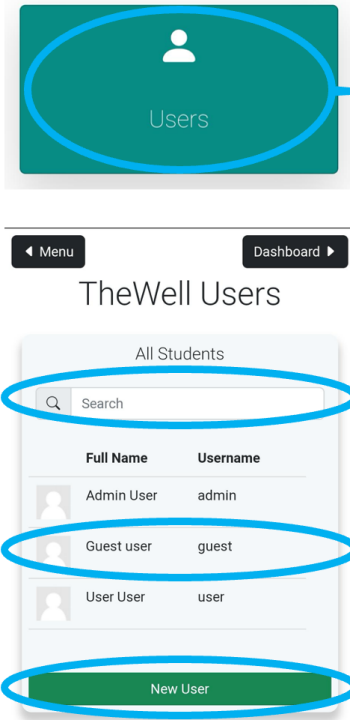 Users
Menu Dashboard
TheWell Users
All Students
Search
Full Name Username
Admin User admin
Guest user guest
User User user
New User